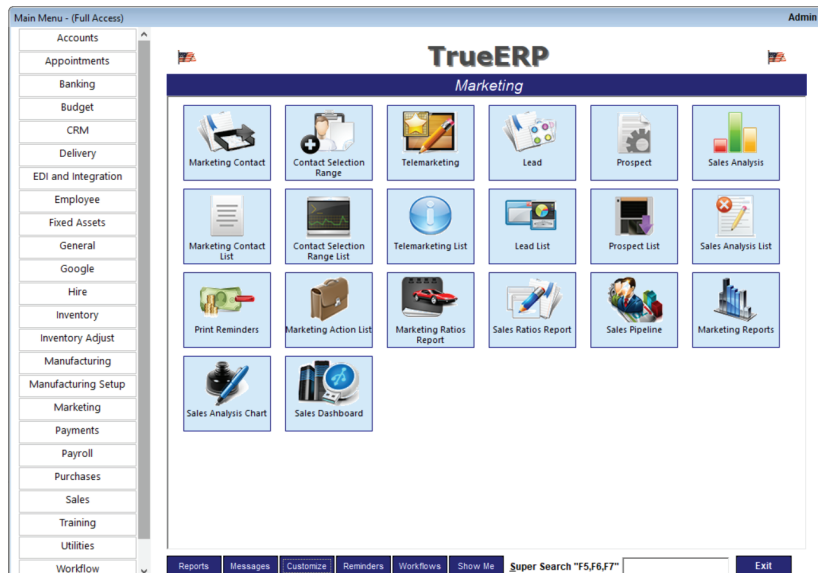 Main Menu - (Full Access)
Admin
Accounts
Appointments
Banking
Budget
CRM
Delivery
EDI and Integration
Employee
Fixed Assets
General
Google
Hire
Inventory
Inventory Adjust
Manufacturing
Manufacturing Setup
Marketing
Payments
Payroll
Purchases
Sales
Training
Utilities
Workflow
TrueERP
Marketing
Marketing Contact
Contact Selection
Range
Telemarketing
Lead
Prospect
Sales Analysis
Marketing Contact
List
Contact Selection
Range List
Telemarketing List
Lead List
Prospect List
Sales Analysis List
Print Reminders
Marketing Action List
Marketing Ratios
Report
Sales Ratios Report
Sales Pipeline
Marketing Reports
Sales Analysis Chart
Sales Dashboard
Reports
Messages
Customize
Reminders
Workflows
Show Me
Super Search "F5,F6,F7"
Exit